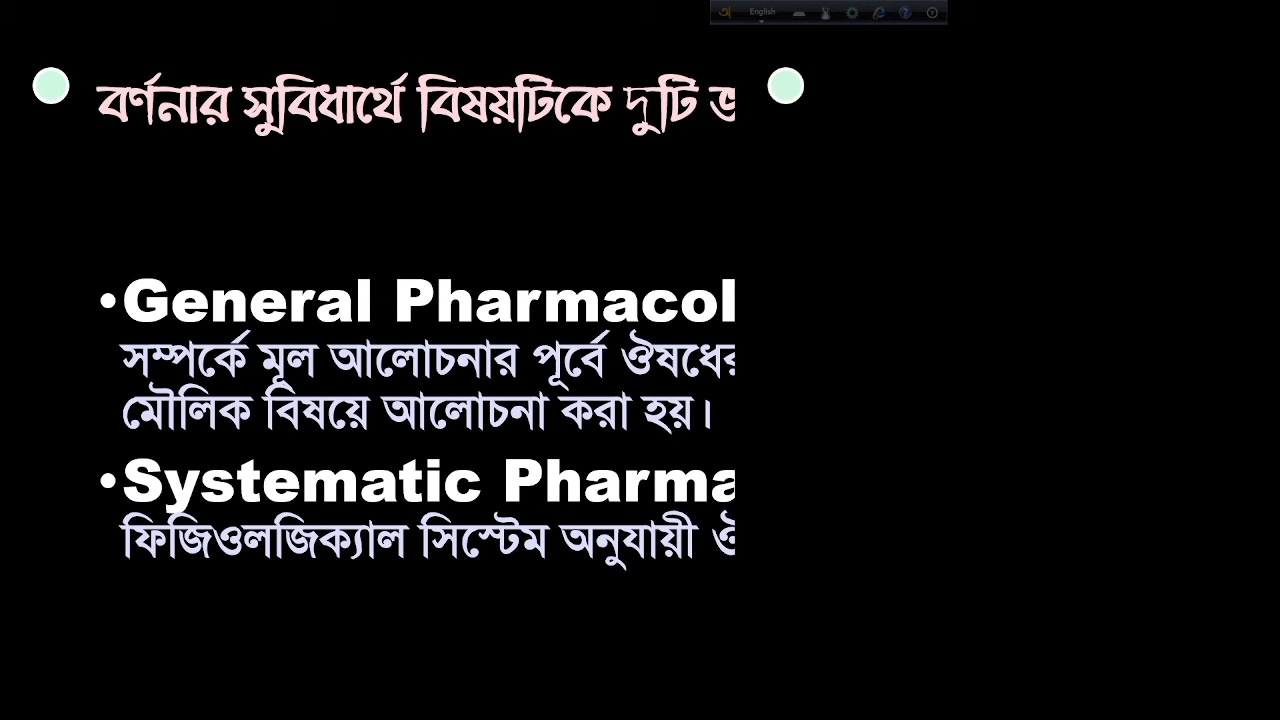 English
বর্ণনার সুবিধার্থে বিষয়টিকে দুটি
•General Pharmacol
সম্পর্কে মূল আলোচনার পূর্বে ঔষধের
মৌলিক বিষয়ে আলোচনা করা হয়।
•Systematic Pharma
ফিজিওলজিক্যাল সিস্টেম অনুযায়ী